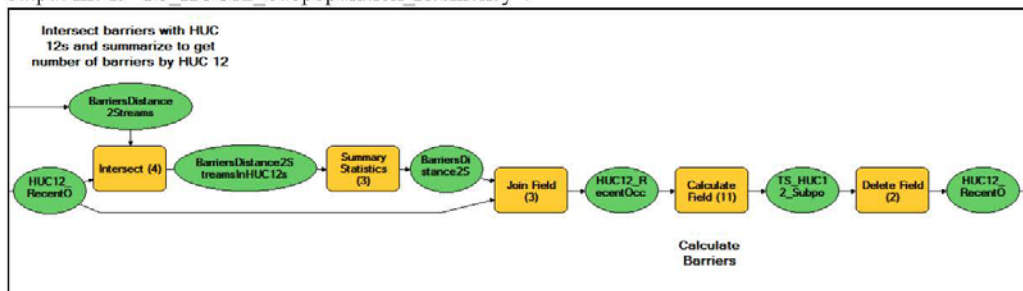 Intersect barriers with HUC
12s and summarize to get
number of barriers by HUC 12
BarriersDistance
2Streams
Intersect (4)
BarriersDistance2S
treamsInHUC12s
Summary
Statistics
(3)
BarriersDi
stance2S
HUC12_
RecentO
Join Field
(3)
HUC12_R
ecentOcc
Calculate
Field (11)
TS_HUC1
2_Subpo
Delete Field
(2)
HUC12_
RecentO
Calculate
Barriers